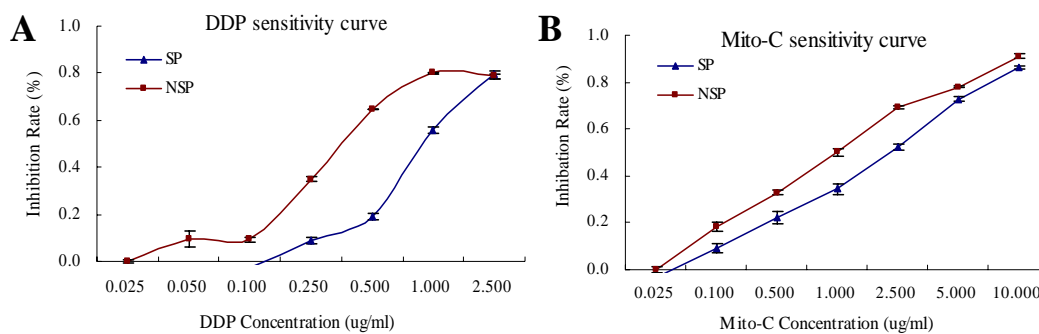 A
DDP sensitivity curve
SP
NSP
Inhibition Rate (%)
1.0
0.8
0.6
0.4
0.2
0.0
0.025 0.050 0.100 0.250 0.500 1.000 2.500
DDP Concentration (ug/ml)
B
Mito-C sensitivity curve
SP
NSP
Inhibation Rate (%)
1.0
0.8
0.6
0.4
0.2
0.0
0.025 0.100 0.500 1.000 2.500 5.000 10.000
Mito-C Concentration (ug/ml)